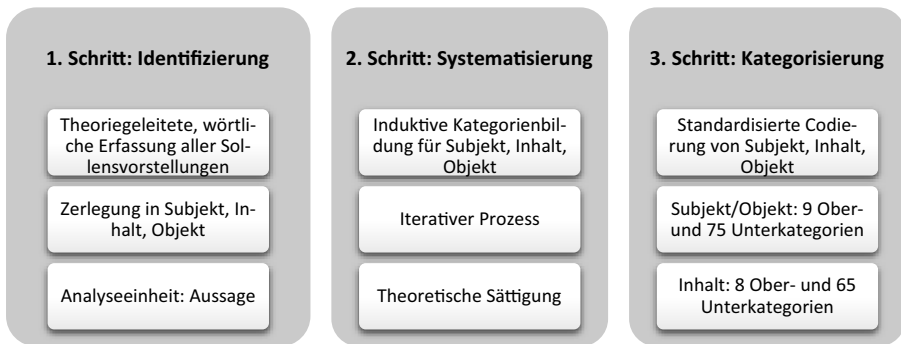 1. Schritt: Identifizierung
Theoriegeleitete, wörtli-
che Erfassung aller Sol-
lensvorstellungen
Zerlegung in Subjekt, In-
halt, Objekt
Analyseeinheit: Aussage
2. Schritt: Systematisierung
Induktive Kategorienbil-
dung für Subjekt, Inhalt,
Objekt
Iterativer Prozess
Theoretische Sättigung
3. Schritt: Kategorisierung
Standardisierte Codie-
rung von Subjekt, Inhalt,
Objekt
Subjekt/Objekt: 9 Ober-
und 75 Unterkategorien
Inhalt: 8 Ober- und 65
Unterkategorien